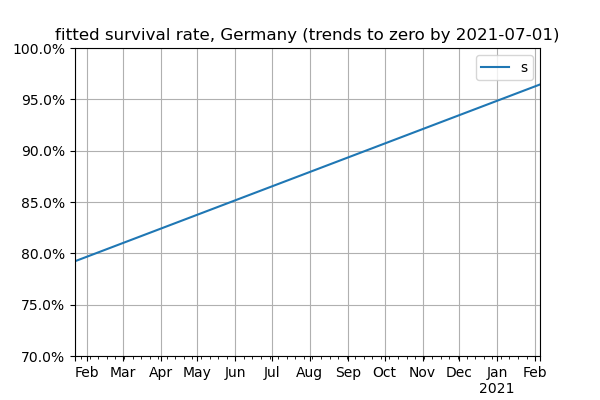 fitted survival rate, Germany (trends to zero by 2021-07-01)
100.0%
s
95.0%
90.0%
85.0%
80.0%
75.0%
70.0%
Feb Mar Apr May Jun Jul Aug Sep Oct Nov Dec Jan Feb
2021